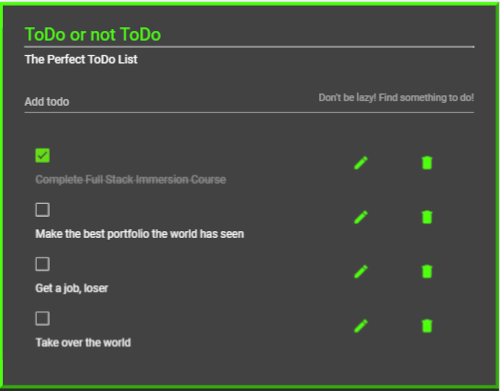 ToDo or not ToDo
The Perfect ToDo List
Add todo
Don't be lazy! Find something to do!
Complete Full Stack Immersion Course
Make the best portfolio the world has seen
Get a job, loser
Take over the world